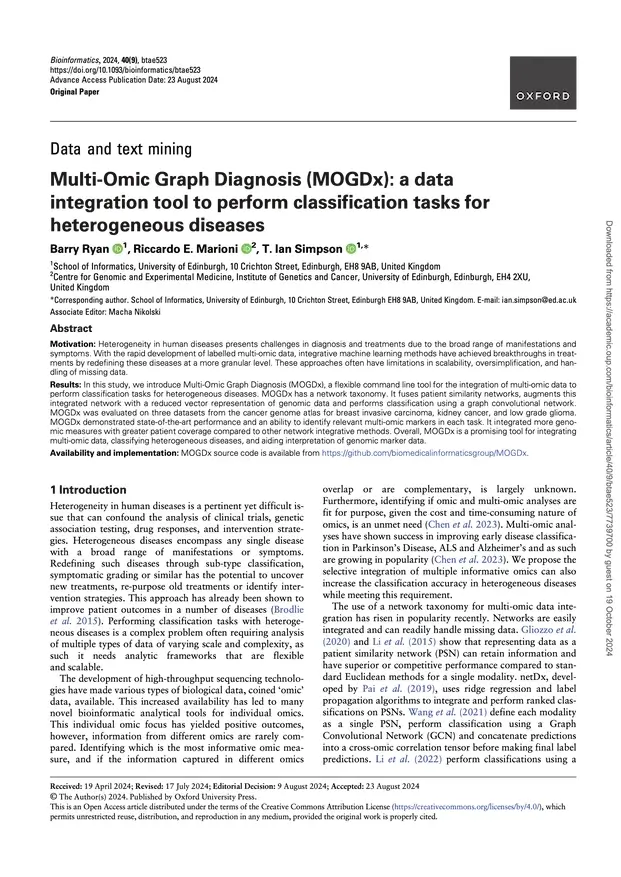 Bioinformatics, 2024, 40(9), btae523
https://doi.org/10.1093/bioinformatics/btae523
Advance Access Publication Date: 23 August 2024
Original Paper
OXFORD
Data and text mining
Multi-Omic Graph Diagnosis (MOGDx): a data
integration tool to perform classification tasks for
heterogeneous diseases
Barry Ryan iD 1, Riccardo E. Marioni iD 2, T. Ian Simpson iD 1,*
1School of Informatics, University of Edinburgh, 10 Crichton Street, Edinburgh, EH8 9AB, United Kingdom
2Centre for Genomic and Experimental Medicine, Institute of Genetics and Cancer, University of Edinburgh, Edinburgh, EH4 2XU,
United Kingdom
*Corresponding author. School of Informatics, University of Edinburgh, 10 Crichton Street, Edinburgh EH8 9AB, United Kingdom. E-mail: ian.simpson@ed.ac.uk
Associate Editor: Macha Nikolski
Abstract
Motivation: Heterogeneity in human diseases presents challenges in diagnosis and treatments due to the broad range of manifestations and
symptoms. With the rapid development of labelled multi-omic data, integrative machine learning methods have achieved breakthroughs in treat-
ments by redefining these diseases at a more granular level. These approaches often have limitations in scalability, oversimplification, and han-
dling of missing data.
Results: In this study, we introduce Multi-Omic Graph Diagnosis (MOGDx), a flexible command line tool for the integration of multi-omic data to
perform classification tasks for heterogeneous diseases. MOGDx has a network taxonomy. It fuses patient similarity networks, augments this
integrated network with a reduced vector representation of genomic data and performs classification using a graph convolutional network.
MOGDx was evaluated on three datasets from the cancer genome atlas for breast invasive carcinoma, kidney cancer, and low grade glioma.
MOGDx demonstrated state-of-the-art performance and an ability to identify relevant multi-omic markers in each task. It integrated more geno-
mic measures with greater patient coverage compared to other network integrative methods. Overall, MOGDx is a promising tool for integrating
multi-omic data, classifying heterogeneous diseases, and aiding interpretation of genomic marker data.
Availability and implementation: MOGDx source code is available from https://github.com/biomedicalinformaticsgroup/MOGDx.
1 Introduction
Heterogeneity in human diseases is a pertinent yet difficult is-
sue that can confound the analysis of clinical trials, genetic
association testing, drug responses, and intervention strate-
gies. Heterogeneous diseases encompass any single disease
with a broad range of manifestations or symptoms.
Redefining such diseases through sub-type classification,
symptomatic grading or similar has the potential to uncover
new treatments, re-purpose old treatments or identify inter-
vention strategies. This approach has already been shown to
improve patient outcomes in a number of diseases (Brodlie
et al. 2015). Performing classification tasks with heteroge-
neous diseases is a complex problem often requiring analysis
of multiple types of data of varying scale and complexity, as
such it needs analytic frameworks that are flexible
and scalable.
The development of high-throughput sequencing technolo-
gies have made various types of biological data, coined ‘omic’
data, available. This increased availability has led to many
novel bioinformatic analytical tools for individual omics.
This individual omic focus has yielded positive outcomes,
however, information from different omics are rarely com-
pared. Identifying which is the most informative omic mea-
sure, and if the information captured in different omics
overlap or are complementary, is largely unknown.
Furthermore, identifying if omic and multi-omic analyses are
fit for purpose, given the cost and time-consuming nature of
omics, is an unmet need (Chen et al. 2023). Multi-omic anal-
yses have shown success in improving early disease classifica-
tion in Parkinson’s Disease, ALS and Alzheimer’s and as such
are growing in popularity (Chen et al. 2023). We propose the
selective integration of multiple informative omics can also
increase the classification accuracy in heterogeneous diseases
while meeting this requirement.
The use of a network taxonomy for multi-omic data inte-
gration has risen in popularity recently. Networks are easily
integrated and can readily handle missing data. Gliozzo et al.
(2020) and Li et al. (2015) show that representing data as a
patient similarity network (PSN) can retain information and
have superior or competitive performance compared to stan-
dard Euclidean methods for a single modality. netDx, devel-
oped by Pai et al. (2019), uses ridge regression and label
propagation algorithms to integrate and perform ranked clas-
sifications on PSNs. Wang et al. (2021) define each modality
as a single PSN, perform classification using a Graph
Convolutional Network (GCN) and concatenate predictions
into a cross-omic correlation tensor before making final label
predictions. Li et al. (2022) perform classifications using a
Received: 19 April 2024; Revised: 17 July 2024; Editorial Decision: 9 August 2024; Accepted: 23 August 2024
© The Author(s) 2024. Published by Oxford University Press.
This is an Open Access article distributed under the terms of the Creative Commons Attribution License (https://creativecommons.org/licenses/by/4.0/), which
permits unrestricted reuse, distribution, and reproduction in any medium, provided the original work is properly cited.
Downloaded from https://academic.oup.com/bioinformatics/article/40/9/btae523/7739700 by guest on 19 October 2024